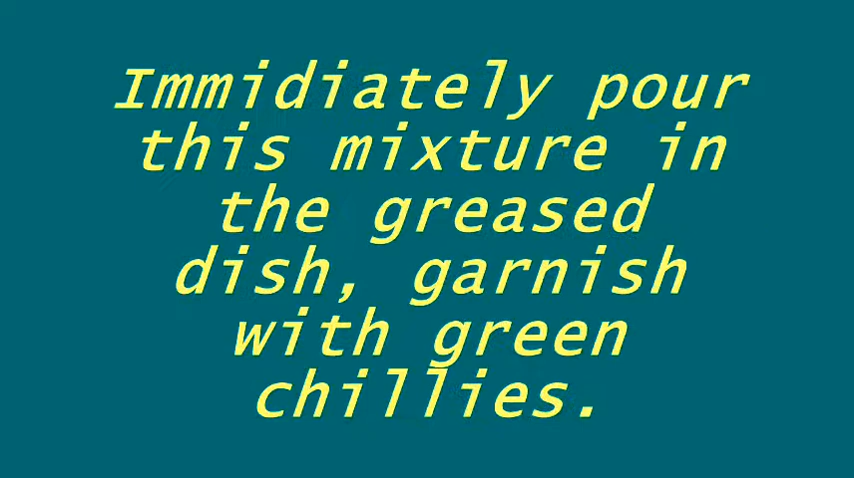 Immidiately pour
this mixture in
the greased
dish, garnish
with green
chillies.